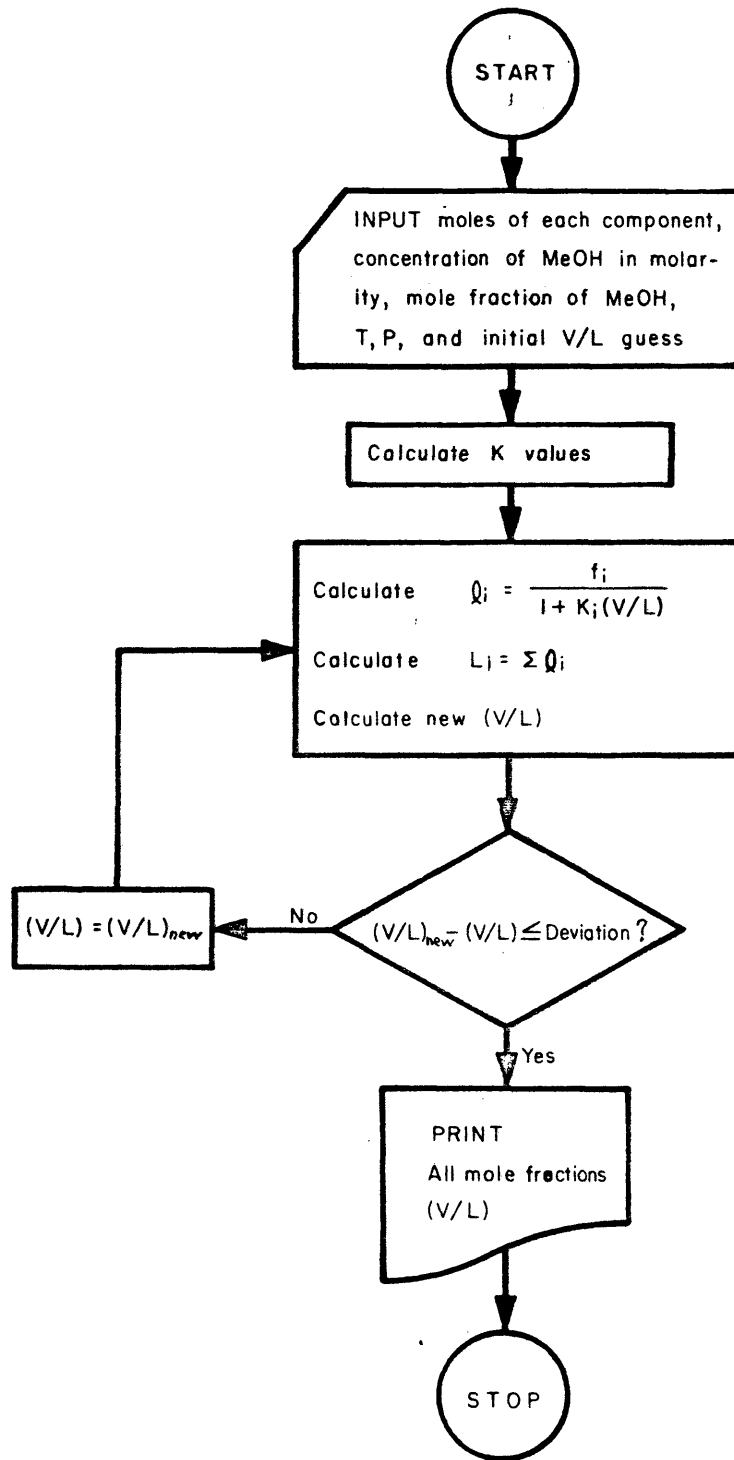 START
INPUT moles of each component,
concentration of MeOH in molar-
ity, mole fraction of MeOH,
T, P, and initial V/L guess
Calculate K values
Calculate ℓi = fi / 1 + Ki (V/L)
Calculate Li = Σ ℓi
Calculate new (V/L)
(V/L)new - (V/L) ≤ Deviation ?
No
(V/L) = (V/L)new
Yes
PRINT
All mole fractions
(V/L)
STOP